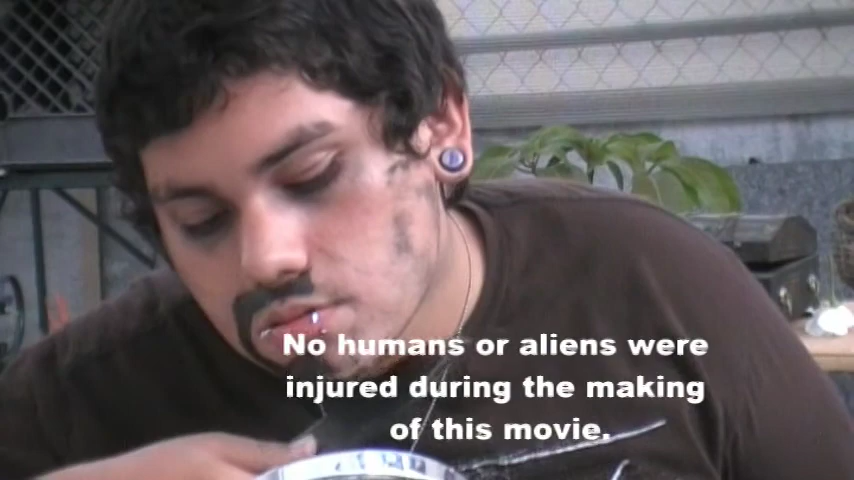 No humans or aliens were
injured during the making
of this movie.